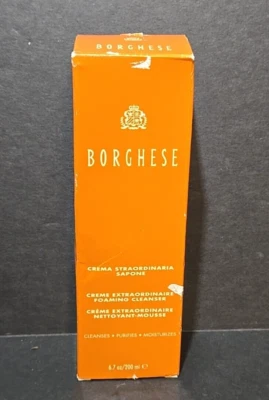 BORGHESE
BORGHESE
CREMA STRAORDINARIA
SAPONE
CREME EXTRAORDINAIRE
FOAMING CLEANSER
CRÈME EXTRAORDINAIRE
NETTOYANT-MOUSSE
CLEANSES • PURIFIES • MOISTURIZES
6.7 oz/200 ml ℮